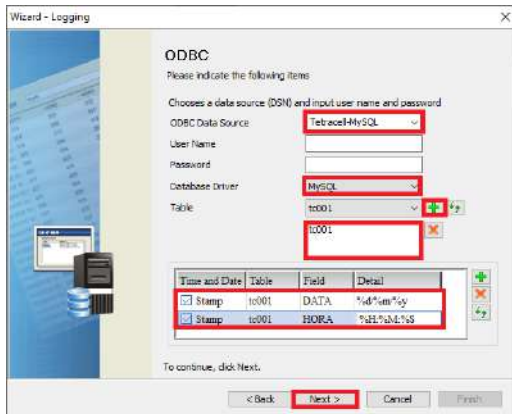 Wizard - Logging
ODBC
Please indicate the following items
Chooses a data source (DSN) and input user name and password
ODBC Data Source Tetracell-MySQL
User Name
Password
Database Driver MySQL
Table tc001
tc001
Time and Date Table Field Detail
Stamp tc001 DATA %d/%m/%y
Stamp tc001 HORA %H:%M:%S
To continue, click Next.
< Back Next > Cancel Finish